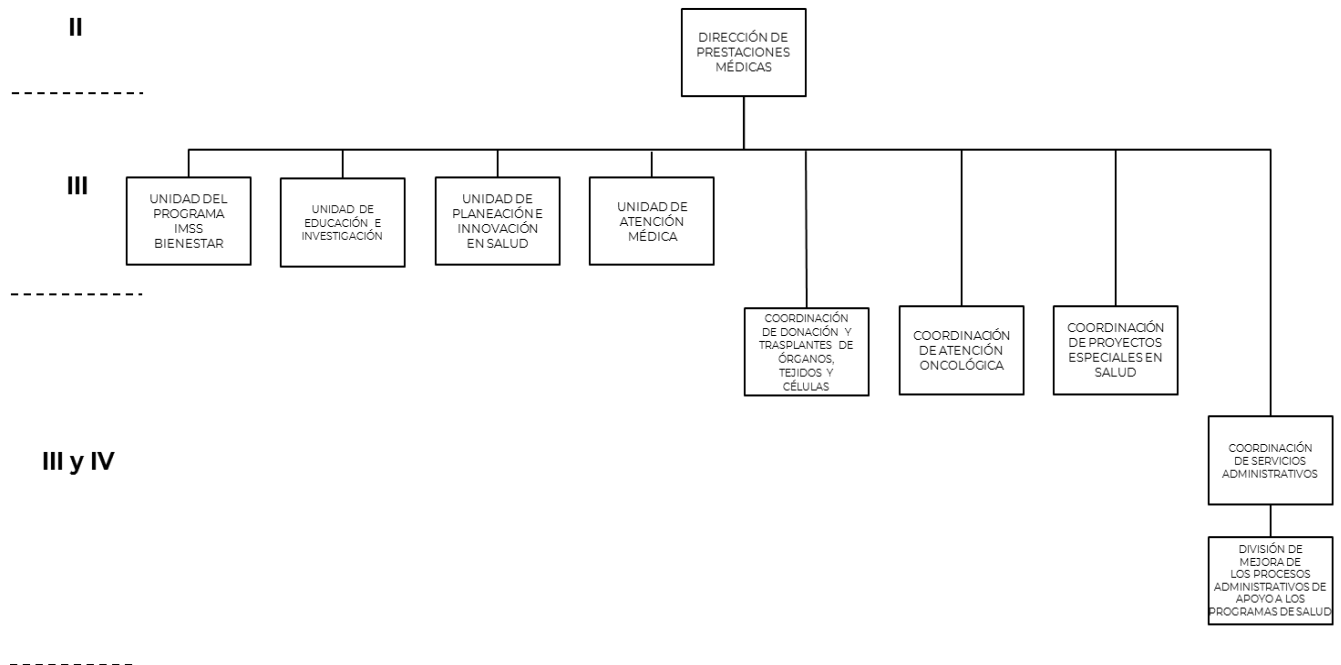 II
DIRECCIÓN DE
PRESTACIONES
MÉDICAS
III
UNIDAD DEL
PROGRAMA
IMSS
BIENESTAR
UNIDAD DE
EDUCACIÓN E
INVESTIGACIÓN
UNIDAD DE
PLANEACIÓN E
INNOVACIÓN
EN SALUD
UNIDAD DE
ATENCIÓN
MÉDICA
COORDINACIÓN
DE DONACIÓN Y
TRASPLANTES DE
ÓRGANOS,
TEJIDOS Y
CÉLULAS
COORDINACIÓN
DE ATENCIÓN
ONCOLÓGICA
COORDINACIÓN
DE PROYECTOS
ESPECIALES EN
SALUD
III y IV
COORDINACIÓN
DE SERVICIOS
ADMINISTRATIVOS
DIVISIÓN DE
MEJORA DE
LOS PROCESOS
ADMINISTRATIVOS DE
APOYO A LOS
PROGRAMAS DE SALUD